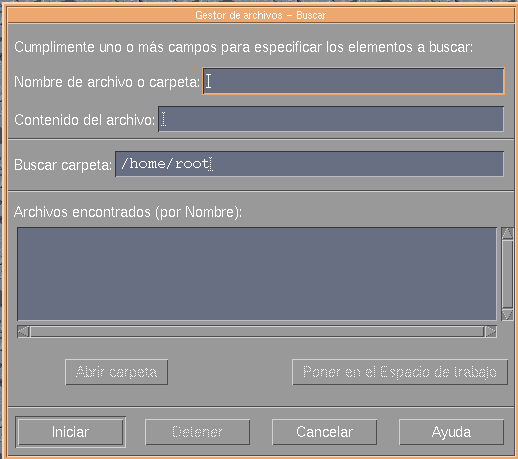 Gestor de archivos - Buscar
Cumplimente uno o más campos para especificar los elementos a buscar:
Nombre de archivo o carpeta:
Contenido del archivo:
Buscar carpeta: /home/root
Archivos encontrados (por Nombre):
Abrir carpeta Poner en el Espacio de trabajo
Iniciar Detener Cancelar Ayuda